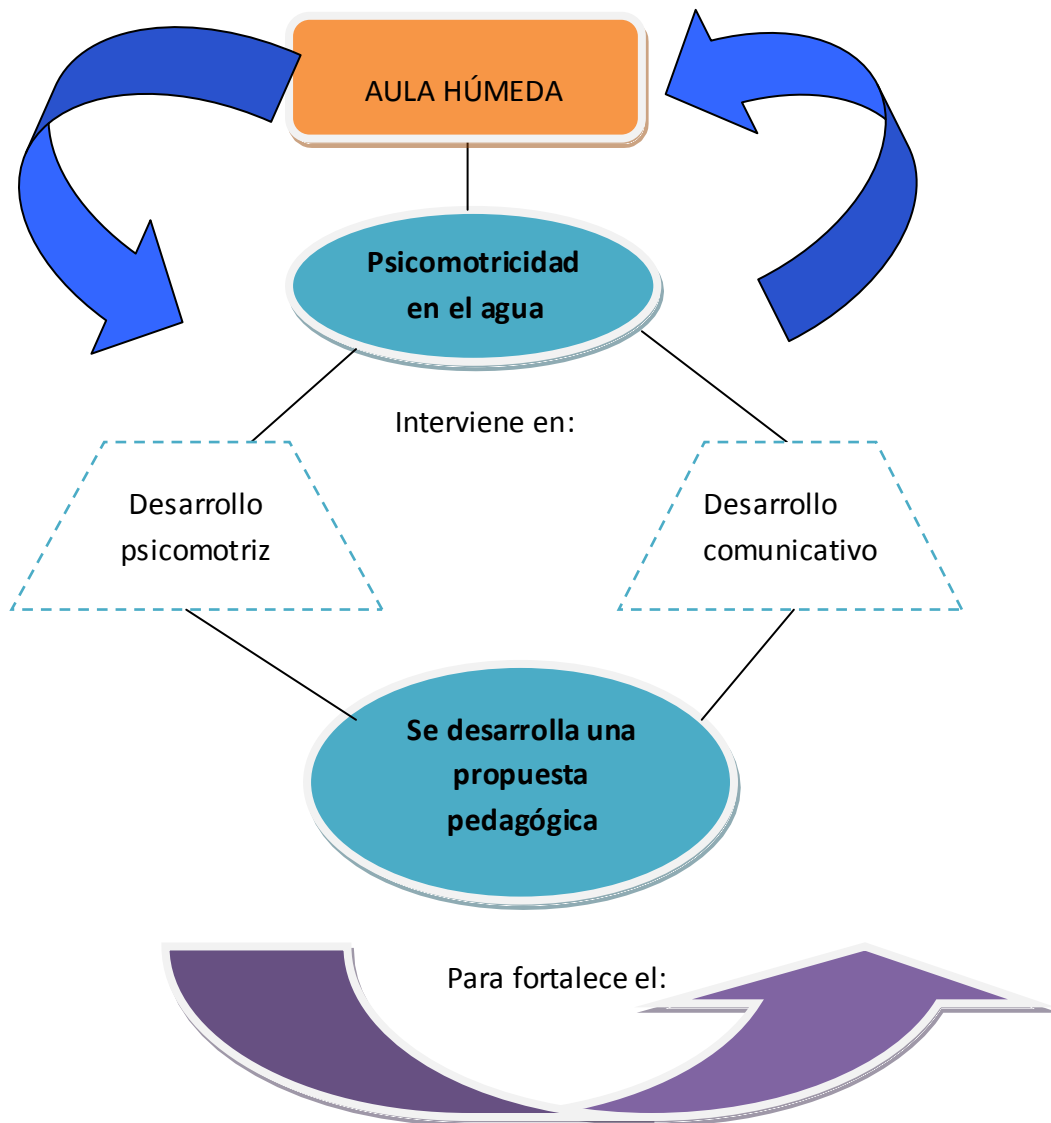 AULA HÚMEDA
Psicomotricidad
en el agua
Interviene en:
Desarrollo
psicomotriz
Desarrollo
comunicativo
Se desarrolla una
propuesta
pedagógica
Para fortalece el: